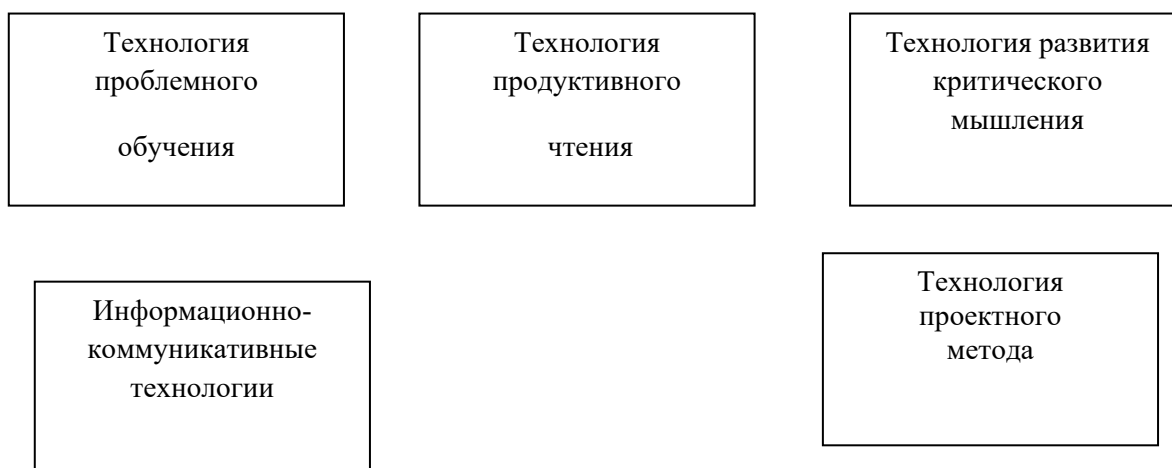 Технология
проблемного
обучения
Технология
продуктивного
чтения
Технология развития
критического
мышления
Информационно-
коммуникативные
технологии
Технология
проектного
метода